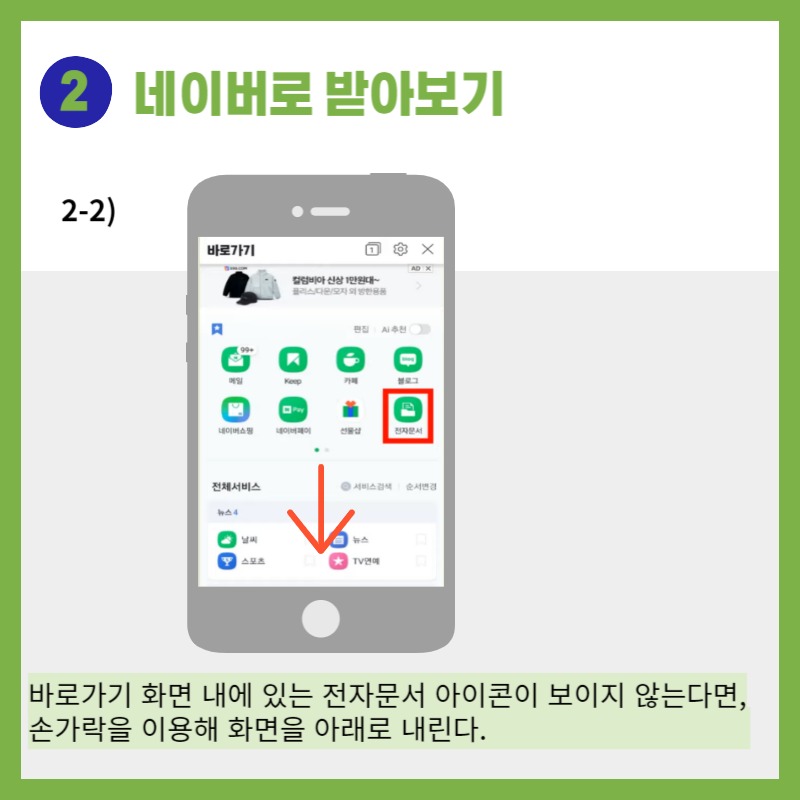 2 네이버로 받아보기
2-2)
바로가기 1
AD X
컬럼비아 신상 1만원대~
플리스/다운/모자 외 방한용품
편집 AI 추천
99+
메일 Keep 카페 블로그
blog
Pay
네이버쇼핑 네이버페이 선물샵 전자문서
전체서비스 서비스검색 순서변경
뉴스 4
날씨 뉴스
스포츠 TV연예
바로가기 화면 내에 있는 전자문서 아이콘이 보이지 않는다면,
손가락을 이용해 화면을 아래로 내린다.